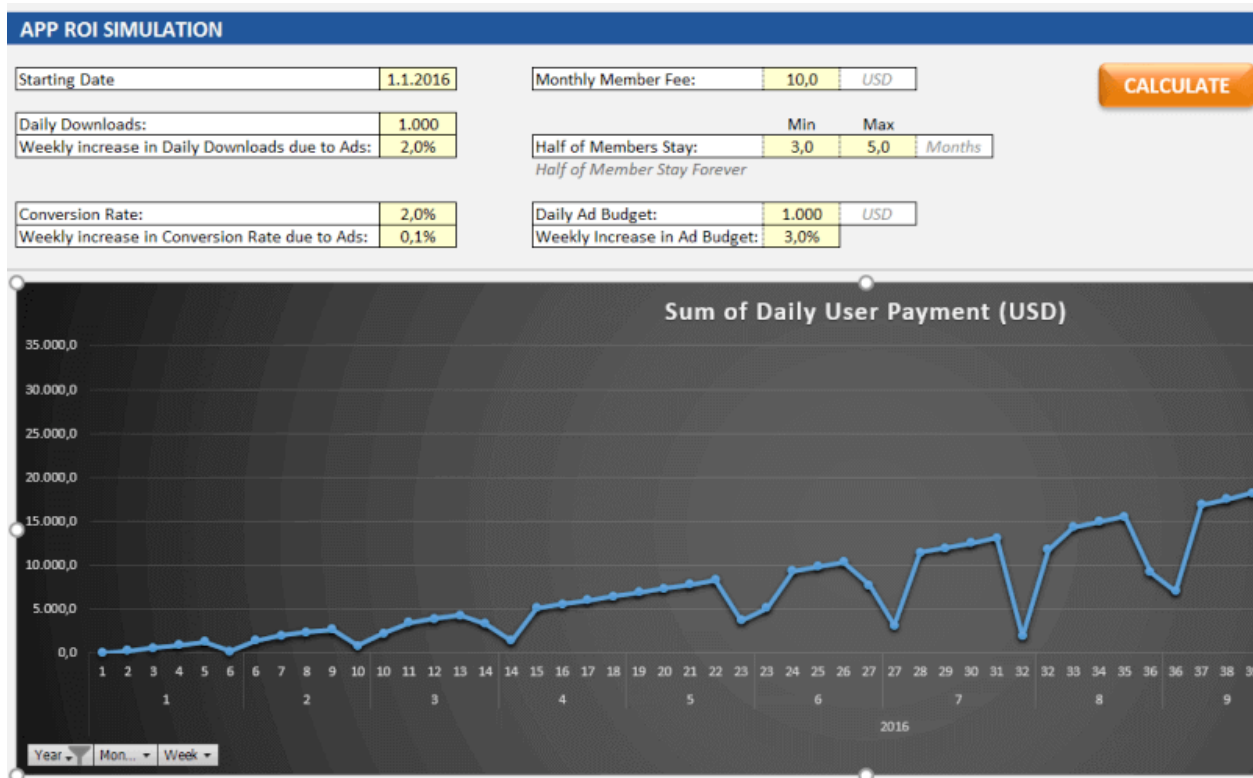 APP ROI SIMULATION
Starting Date 1.1.2016 Monthly Member Fee: 10,0 USD
CALCULATE
Daily Downloads: 1.000 Min Max
Weekly increase in Daily Downloads due to Ads: 2,0% Half of Members Stay: 3,0 5,0 Months
Half of Member Stay Forever
Conversion Rate: 2,0% Daily Ad Budget: 1.000 USD
Weekly increase in Conversion Rate due to Ads: 0,1% Weekly Increase in Ad Budget: 3,0%
Sum of Daily User Payment (USD)
35.000,0
30.000,0
25.000,0
20.000,0
15.000,0
10.000,0
5.000,0
0,0
1 2 3 4 5 6 6 7 8 9 10 10 11 12 13 14 14 15 16 17 18 19 20 21 22 23 23 24 25 26 27 27 28 29 30 31 32 32 33 34 35 36 36 37 38
1 2 3 4 5 6 7 8 9
2016
Year Mon... Week